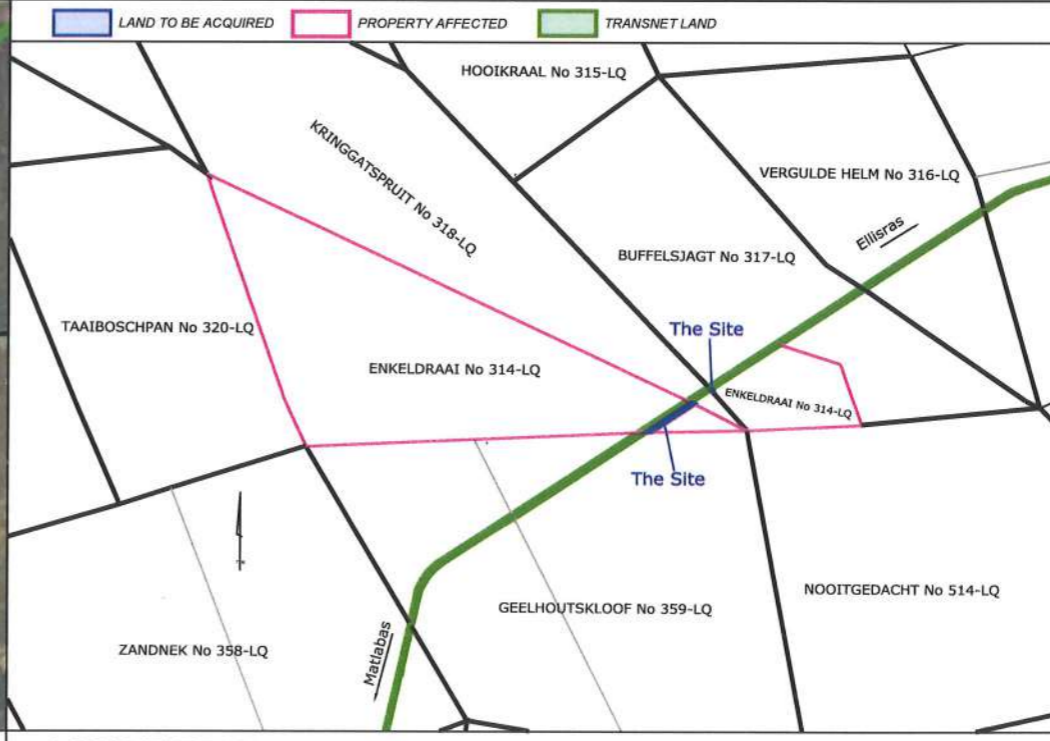 LAND TO BE ACQUIRED
PROPERTY AFFECTED
TRANSNET LAND
HOOIKRAAL No 315-LQ
KRINGGATSPRUIT No 318-LQ
VERGULDE HELM No 316-LQ
Ellisras
BUFFELSJAGT No 317-LQ
TAAIBOSCHPAN No 320-LQ
The Site
ENKELDRAAI No 314-LQ
ENKELDRAAI No 314-LQ
The Site
NOOITGEDACHT No 514-LQ
GEELHOUTSKLOOF No 359-LQ
ZANDNEK No 358-LQ
Matlabas